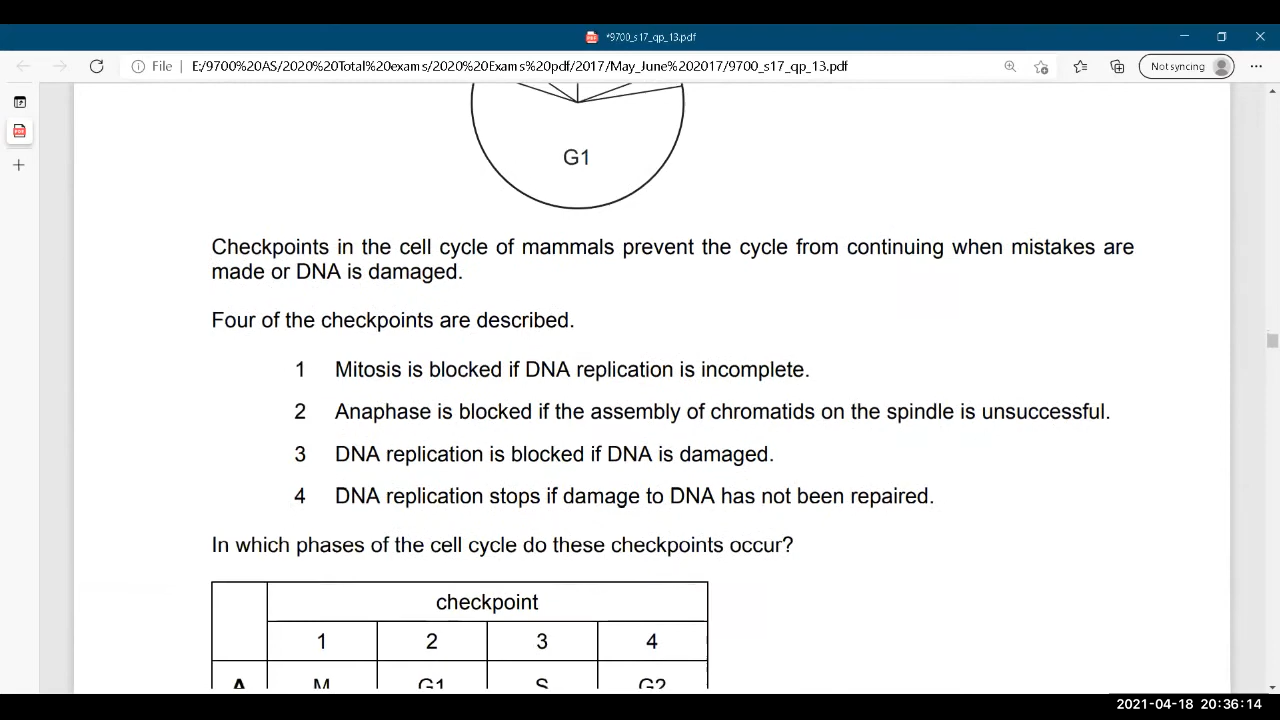 *9700_s17_qp_13.pdf
File E:/9700%20AS/2020%20Total%20exams/2020%20Exams%20pdf/2017/May_June%202017/9700_s17_qp_13.pdf Not syncing
G1
Checkpoints in the cell cycle of mammals prevent the cycle from continuing when mistakes are
made or DNA is damaged.
Four of the checkpoints are described.
1 Mitosis is blocked if DNA replication is incomplete.
2 Anaphase is blocked if the assembly of chromatids on the spindle is unsuccessful.
3 DNA replication is blocked if DNA is damaged.
4 DNA replication stops if damage to DNA has not been repaired.
In which phases of the cell cycle do these checkpoints occur?
checkpoint
1 2 3 4
A M G1 S G2
2021-04-18 20:36:14